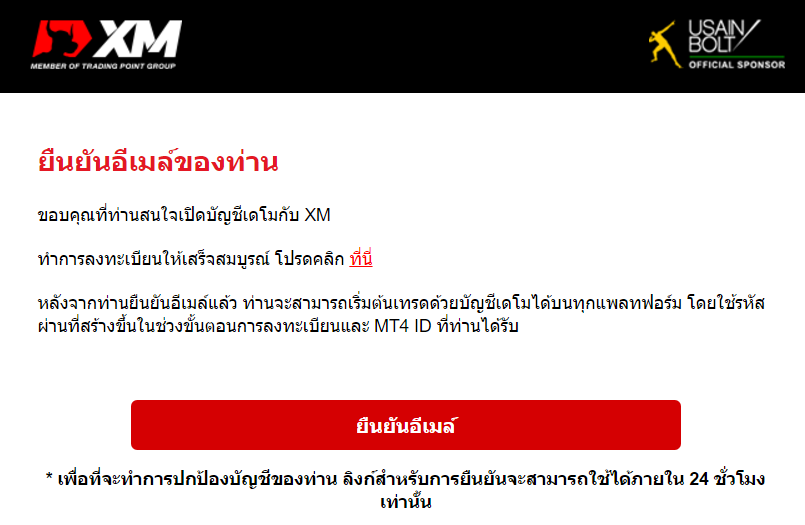 XM
MEMBER OF TRADING POINT GROUP
USAIN
BOLT
OFFICIAL SPONSOR
ยืนยันอีเมล์ของท่าน
ขอบคุณที่ท่านสนใจเปิดบัญชีเดโมกับ XM
ทำการลงทะเบียนให้เสร็จสมบูรณ์ โปรดคลิก ที่นี่
หลังจากท่านยืนยันอีเมล์แล้ว ท่านจะสามารถเริ่มต้นเทรดด้วยบัญชีเดโมได้บนทุกแพลทฟอร์ม โดยใช้รหัส
ผ่านที่สร้างขึ้นในช่วงขั้นตอนการลงทะเบียนและ MT4 ID ที่ท่านได้รับ
ยืนยันอีเมล์
* เพื่อที่จะทำการปกป้องบัญชีของท่าน ลิงก์สำหรับการยืนยันจะสามารถใช้ได้ภายใน 24 ชั่วโมง
เท่านั้น